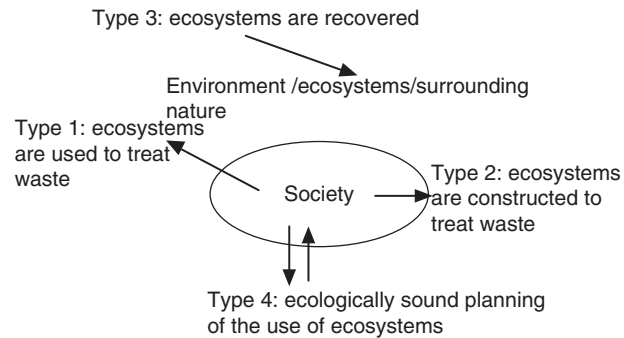 Type 3: ecosystems are recovered
Environment /ecosystems/surrounding
nature
Type 1: ecosystems
are used to treat
waste
Society
Type 2: ecosystems
are constructed to
treat waste
Type 4: ecologically sound planning
of the use of ecosystems